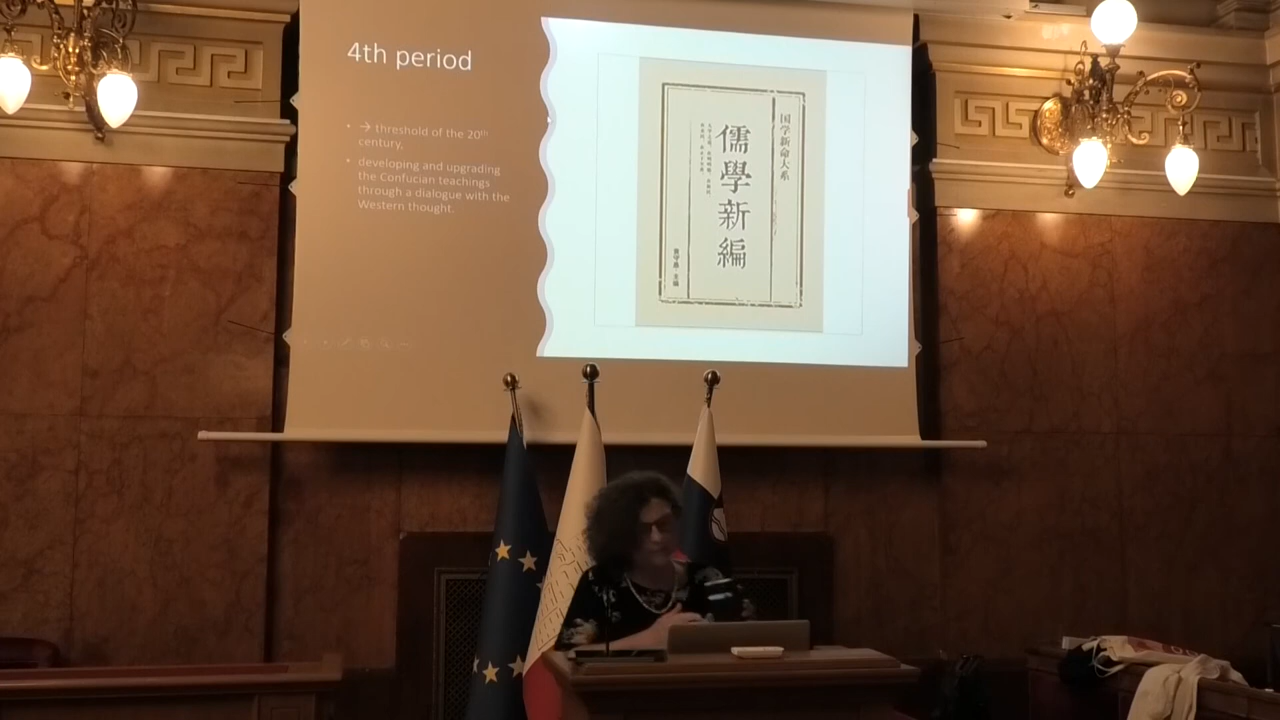 4th period
• → threshold of the 20th
century,
• developing and upgrading
the Confucian teachings
through a dialogue with the
Western thought.
国学新命大系
儒學新編